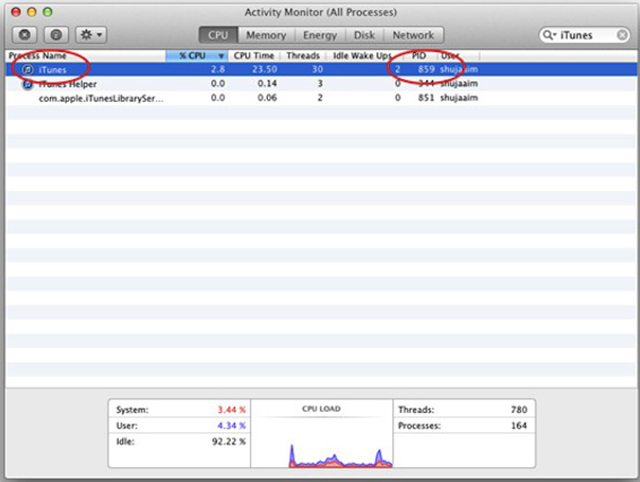 Activity Monitor (All Processes)
CPU Memory Energy Disk Network iTunes
Process Name % CPU CPU Time Threads Idle Wake Ups PID User
iTunes 2.8 23.50 30 2 859 shujaaim
iTunes Helper 0.0 0.14 3 0 344 shujaaim
com.apple.iTunesLibrarySer... 0.0 0.06 2 0 851 shujaaim
System: 3.44 % CPU LOAD Threads: 780
User: 4.34 % Processes: 164
Idle: 92.22 %